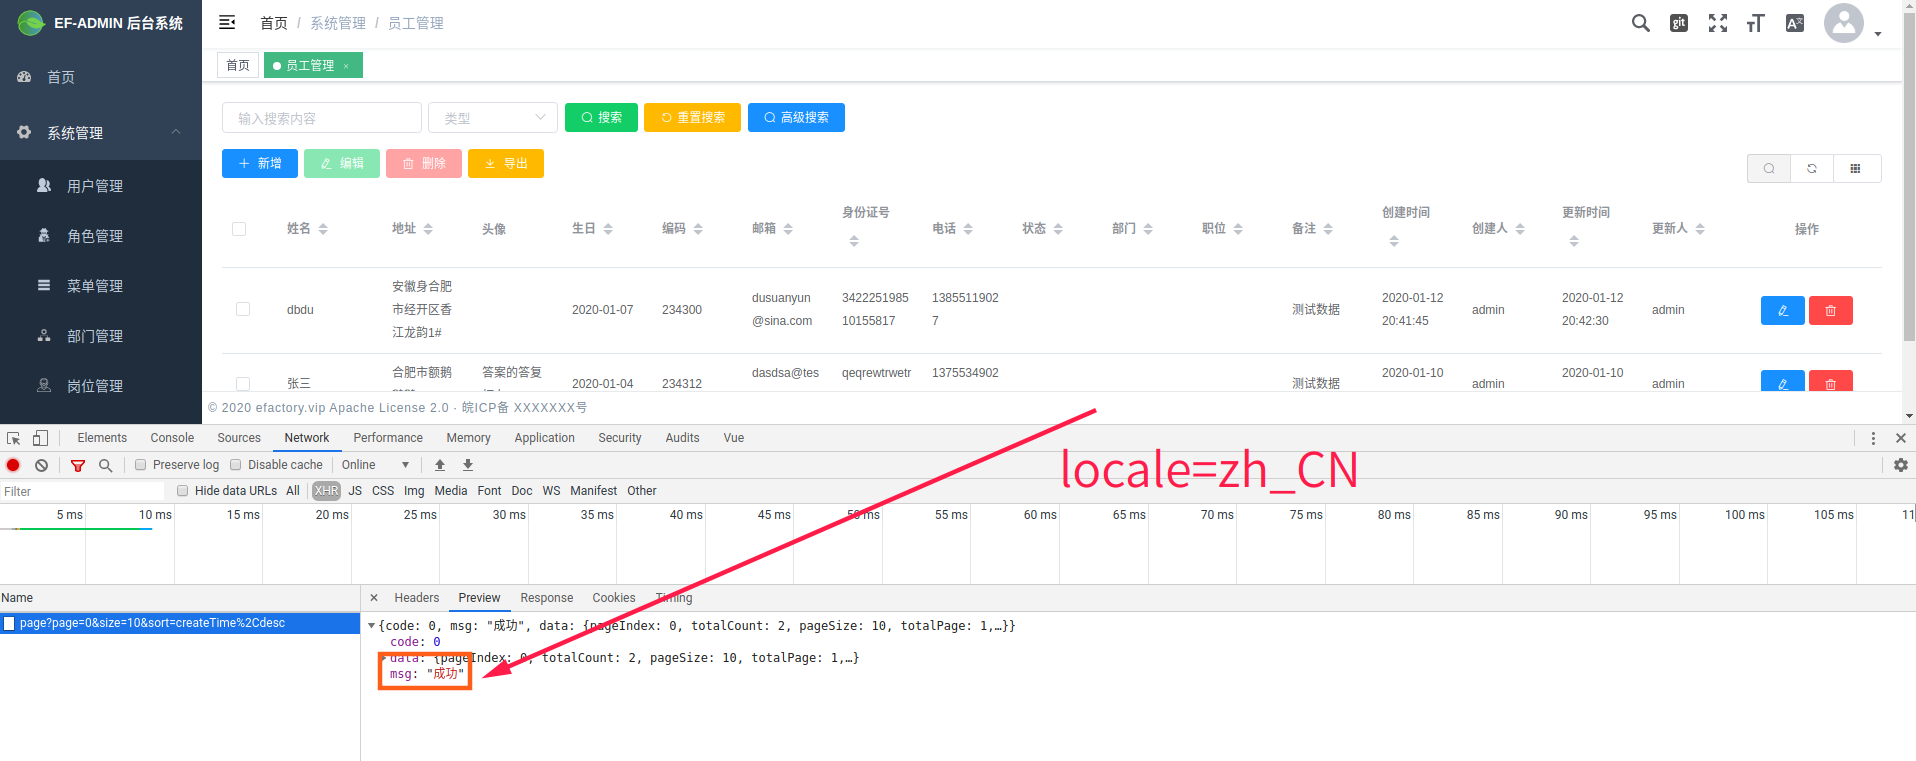 EF-ADMIN 后台系统
首页
系统管理
用户管理
角色管理
菜单管理
部门管理
岗位管理
首页 / 系统管理 / 员工管理
git
首页
员工管理 ×
输入搜索内容
类型
搜索
重置搜索
高级搜索
新增
编辑
删除
导出
姓名 地址 头像 生日 编码 邮箱 身份证号 电话 状态 部门 职位 备注 创建时间 创建人 更新时间 更新人 操作
dbdu
安徽身合肥
市经开区香
江龙韵1#
2020-01-07
234300
dusuanyun
@sina.com
3422251985
10155817
1385511902
7
测试数据
2020-01-12
20:41:45
admin
2020-01-12
20:42:30
admin
张三
合肥市额鹅
答案的答复
2020-01-04
234312
dasdsa@tes
qeqrewtrwetr
1375534902
测试数据
2020-01-10
admin
2020-01-10
admin
© 2020 efactory.vip Apache License 2.0 · 皖ICP备 XXXXXXX号
Elements Console Sources Network Performance Memory Application Security Audits Vue
Preserve log Disable cache Online
Filter Hide data URLs All XHR JS CSS Img Media Font Doc WS Manifest Other
locale=zh_CN
5 ms 10 ms 15 ms 20 ms 25 ms 30 ms 35 ms 40 ms 45 ms 50 ms 55 ms 60 ms 65 ms 70 ms 75 ms 80 ms 85 ms 90 ms 95 ms 100 ms 105 ms 11
Name
page?page=0&size=10&sort=createTime%2Cdesc
× Headers Preview Response Cookies Timing
{code: 0, msg: "成功", data: {pageIndex: 0, totalCount: 2, pageSize: 10, totalPage: 1,…}}
code: 0
data: {pageIndex: 0, totalCount: 2, pageSize: 10, totalPage: 1,…}
msg: "成功"